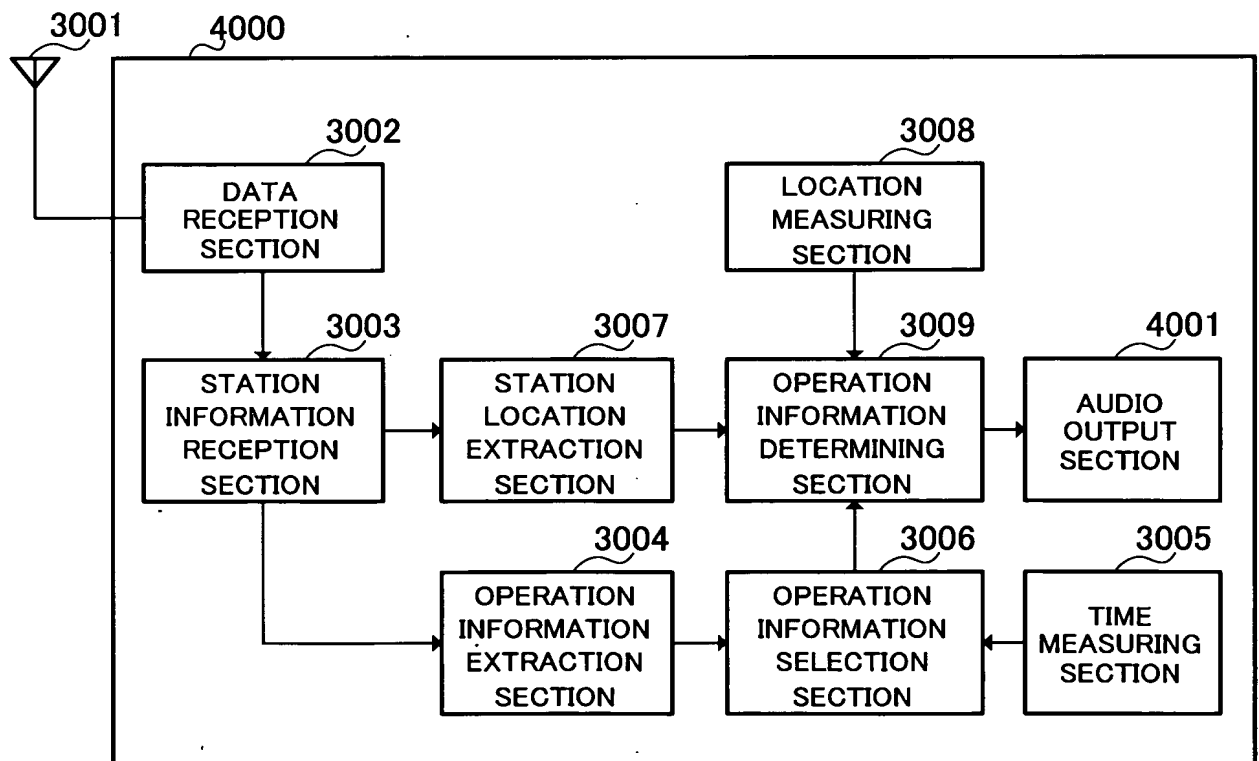 3001
4000
3002
DATA
RECEPTION
SECTION
3008
LOCATION
MEASURING
SECTION
3003
STATION
INFORMATION
RECEPTION
SECTION
3007
STATION
LOCATION
EXTRACTION
SECTION
3009
OPERATION
INFORMATION
DETERMINING
SECTION
4001
AUDIO
OUTPUT
SECTION
3004
OPERATION
INFORMATION
EXTRACTION
SECTION
3006
OPERATION
INFORMATION
SELECTION
SECTION
3005
TIME
MEASURING
SECTION